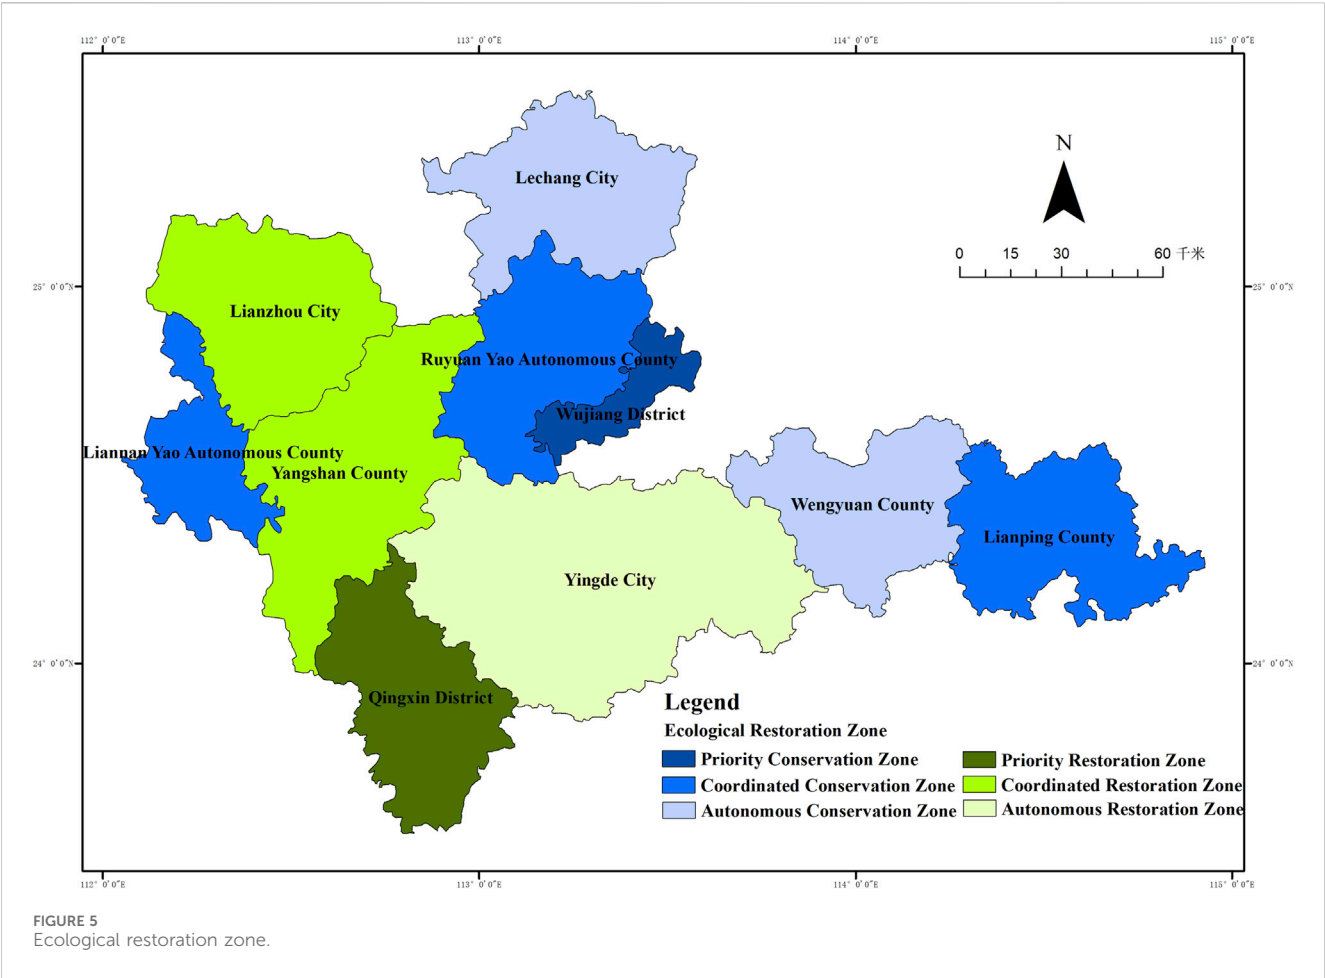 112° 0′0″E
113° 0′0″E
114° 0′0″E
115° 0′0″E
N
Lechang City
0 15 30 60 千米
25° 0′0″N
25° 0′0″N
Lianzhou City
Ruyuan Yao Autonomous County
Wujiang District
Liannan Yao Autonomous County
Yangshan County
Wengyuan County
Lianping County
Yingde City
24° 0′0″N
24° 0′0″N
Qingxin District
Legend
Ecological Restoration Zone
Priority Conservation Zone
Priority Restoration Zone
Coordinated Conservation Zone
Coordinated Restoration Zone
Autonomous Conservation Zone
Autonomous Restoration Zone
112° 0′0″E
113° 0′0″E
114° 0′0″E
115° 0′0″E
FIGURE 5
Ecological restoration zone.